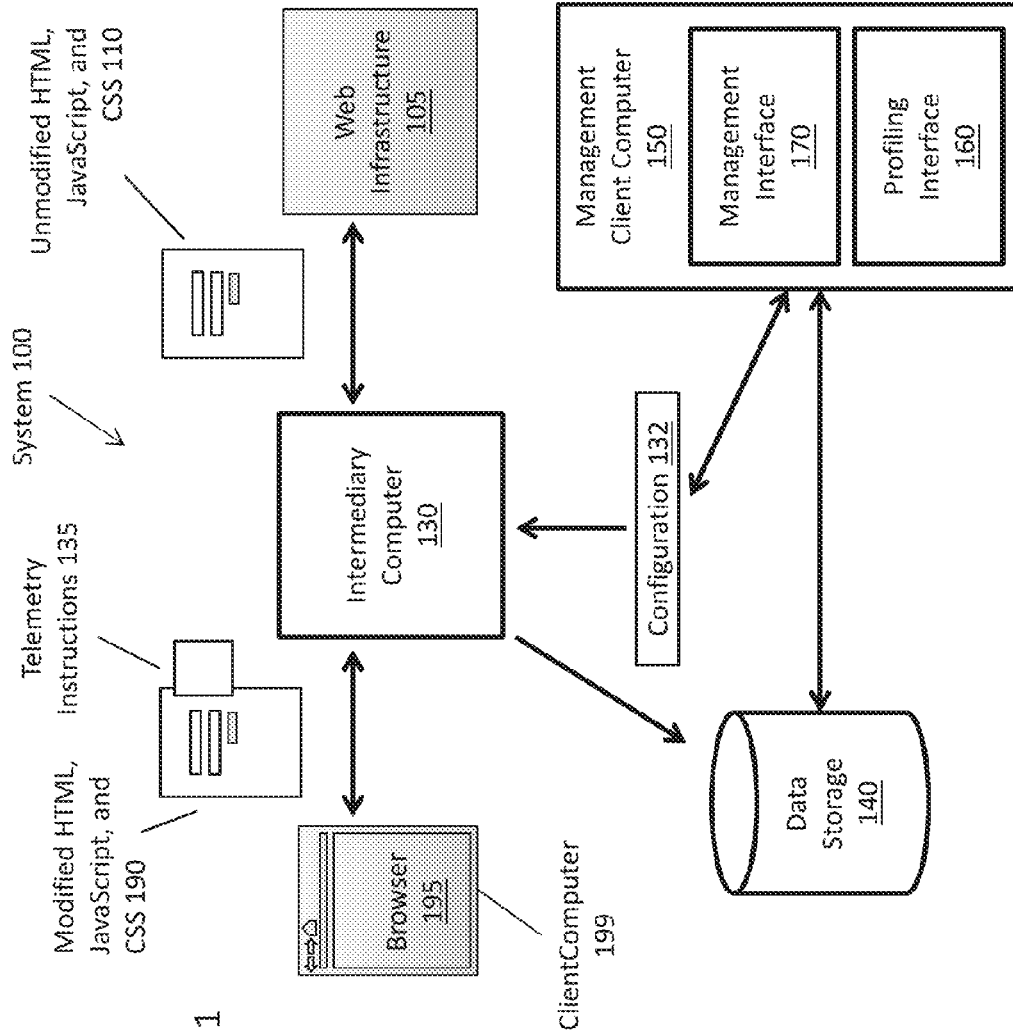 1
System 100
Modified HTML,
JavaScript, and
CSS 190
Telemetry
Instructions 135
Unmodified HTML,
JavaScript, and
CSS 110
Browser
195
ClientComputer
199
Intermediary
Computer
130
Web
Infrastructure
105
Configuration 132
Data
Storage
140
Management
Client Computer
150
Management
Interface
170
Profiling
Interface
160